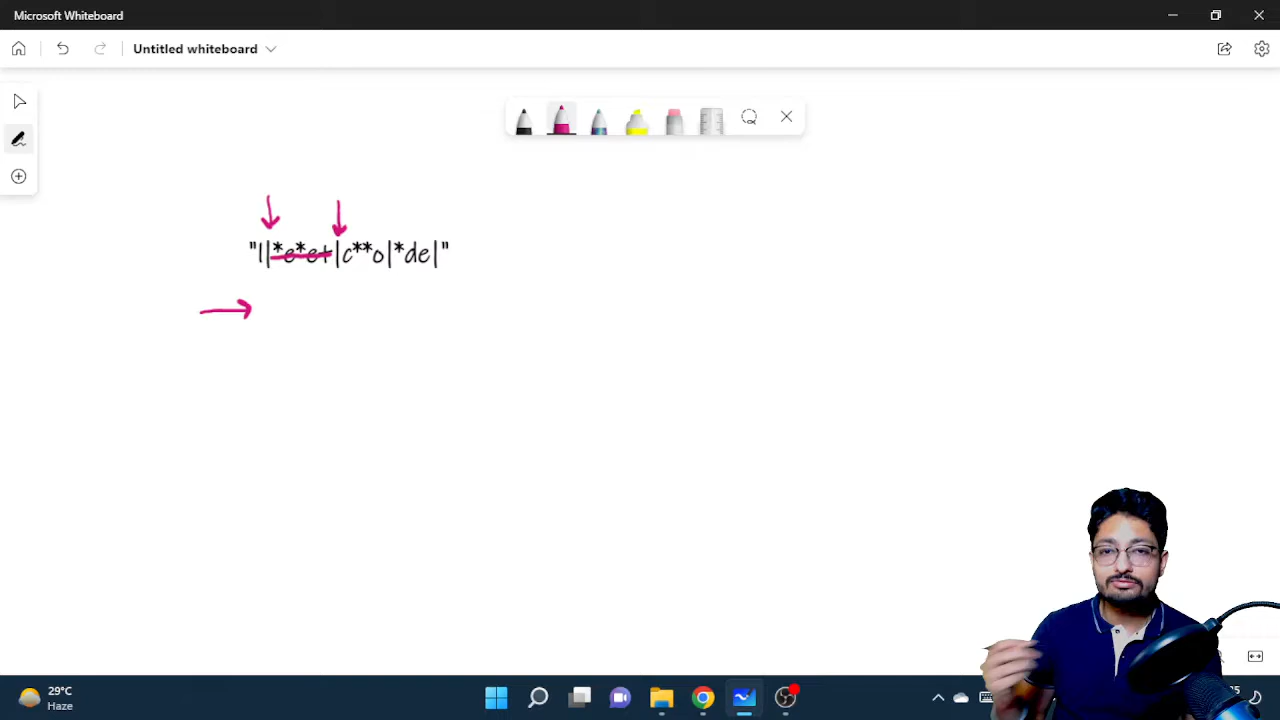 Microsoft Whiteboard
Untitled whiteboard
"l|*e*et|c**o|*de|"
29°C
Haze